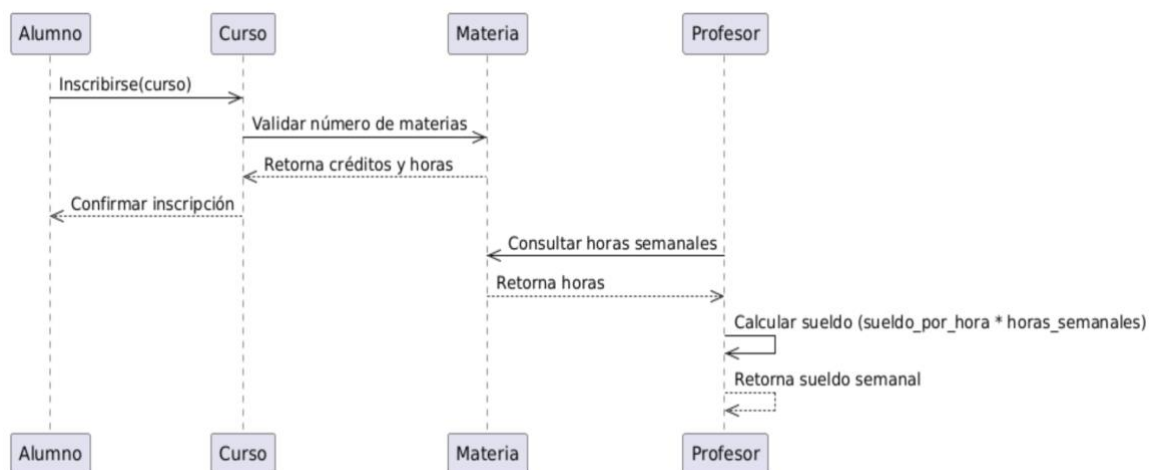 Alumno
Curso
Materia
Profesor
Inscribirse(curso)
Validar número de materias
Retorna créditos y horas
Confirmar inscripción
Consultar horas semanales
Retorna horas
Calcular sueldo (sueldo_por_hora * horas_semanales)
Retorna sueldo semanal
Alumno
Curso
Materia
Profesor